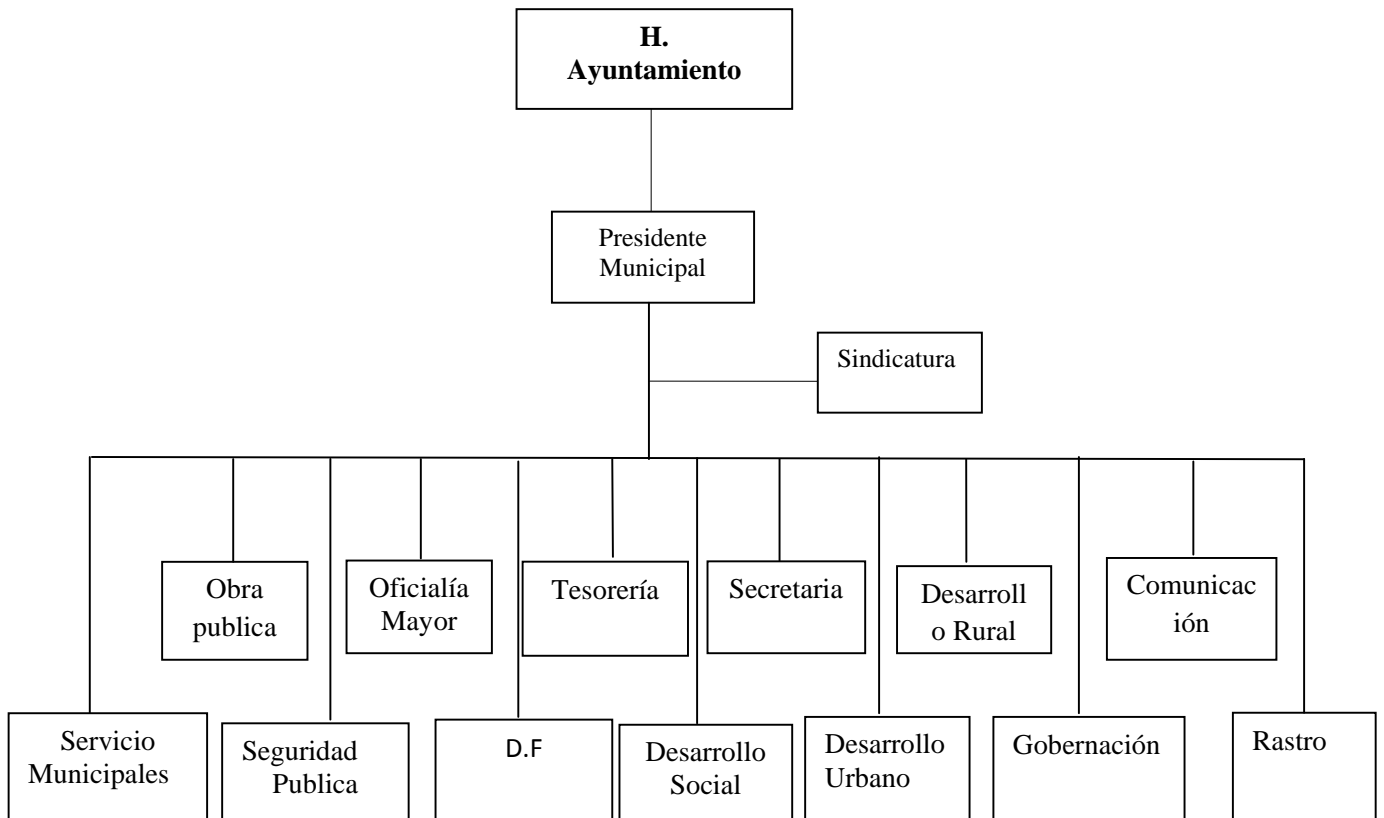 H.
Ayuntamiento
Presidente
Municipal
Sindicatura
Obra
publica
Oficialía
Mayor
Tesorería
Secretaria
Desarroll
o Rural
Comunicac
ión
Servicio
Municipales
Seguridad
Publica
D.F
Desarrollo
Social
Desarrollo
Urbano
Gobernación
Rastro